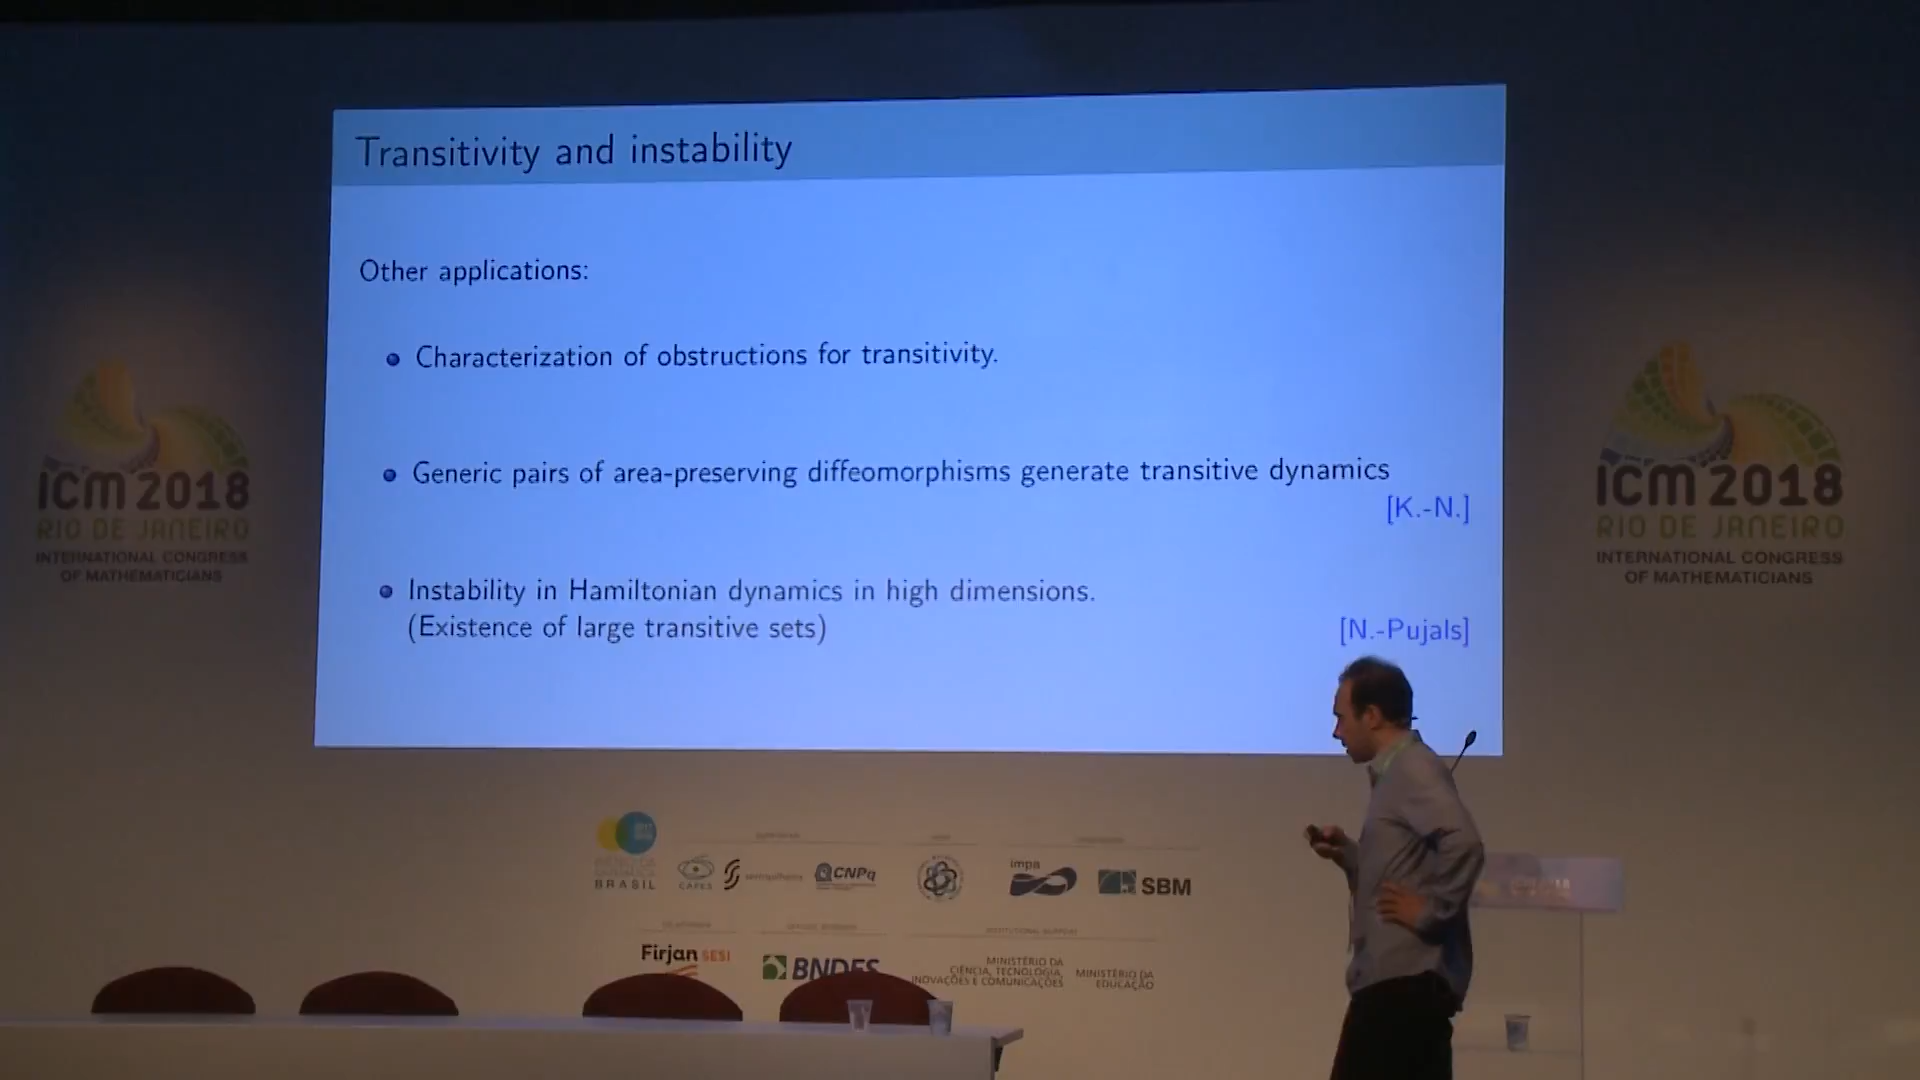 Transitivity and instability
Other applications:
Characterization of obstructions for transitivity.
Generic pairs of area-preserving diffeomorphisms generate transitive dynamics
[K.-N.]
Instability in Hamiltonian dynamics in high dimensions.
(Existence of large transitive sets)
[N.-Pujals]
ICM 2018
RIO DE JANEIRO
INTERNATIONAL CONGRESS
OF MATHEMATICIANS
ICM 2018
RIO DE JANEIRO
INTERNATIONAL CONGRESS
OF MATHEMATICIANS
BRASIL
CAPES
CNPq
impa
SBM
Firjan SESI
BNDES
MINISTÉRIO DA
CIÊNCIA, TECNOLOGIA,
INOVAÇÕES E COMUNICAÇÕES
MINISTÉRIO DA
EDUCAÇÃO